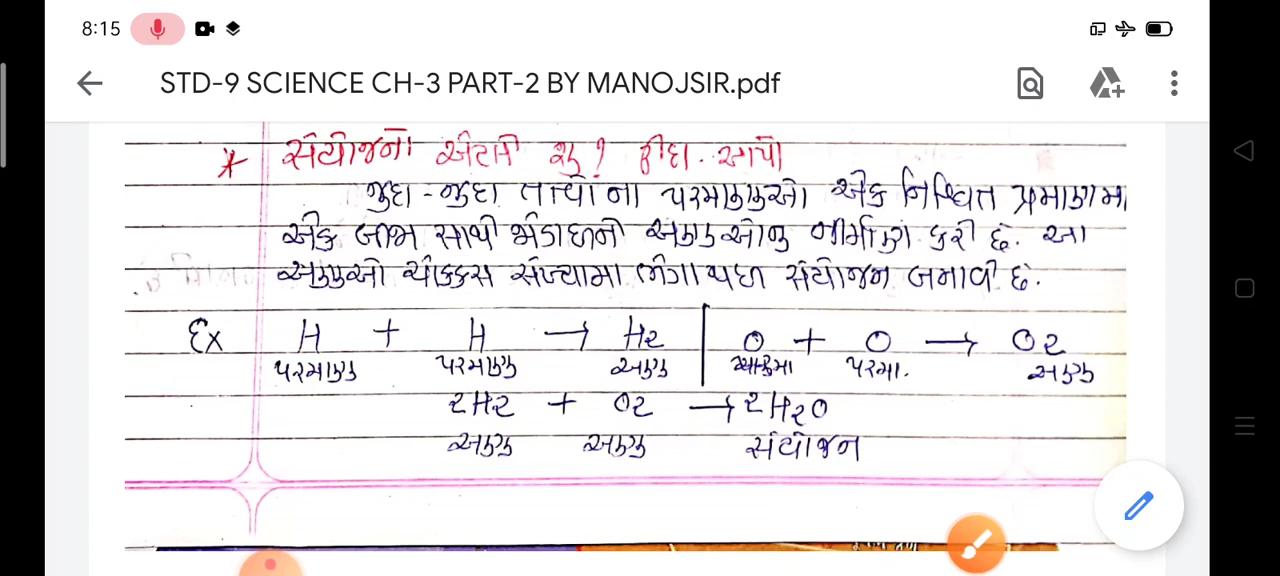 8:15
STD-9 SCIENCE CH-3 PART-2 BY MANOJSIR.pdf
* સંયોજનો એટલે શું? ઉદા. આપો
જુદા-જુદા તત્વોના પરમાણુઓ એક નિશ્ચિત પ્રમાણમાં
એક બીજા સાથી જોડાઈને અણુઓનું નીર્માણ કરી છે. આ
અણુઓ ચોક્કસ સંખ્યામા ભેગા થઈ સંયોજન બનાવે છે.
Ex H + H → H2 | O + O → O2
પરમાણુ પરમાણુ અણુ પરમા. અણુ
2H2 + O2 → 2H2O
અણુ અણુ સંયોજન